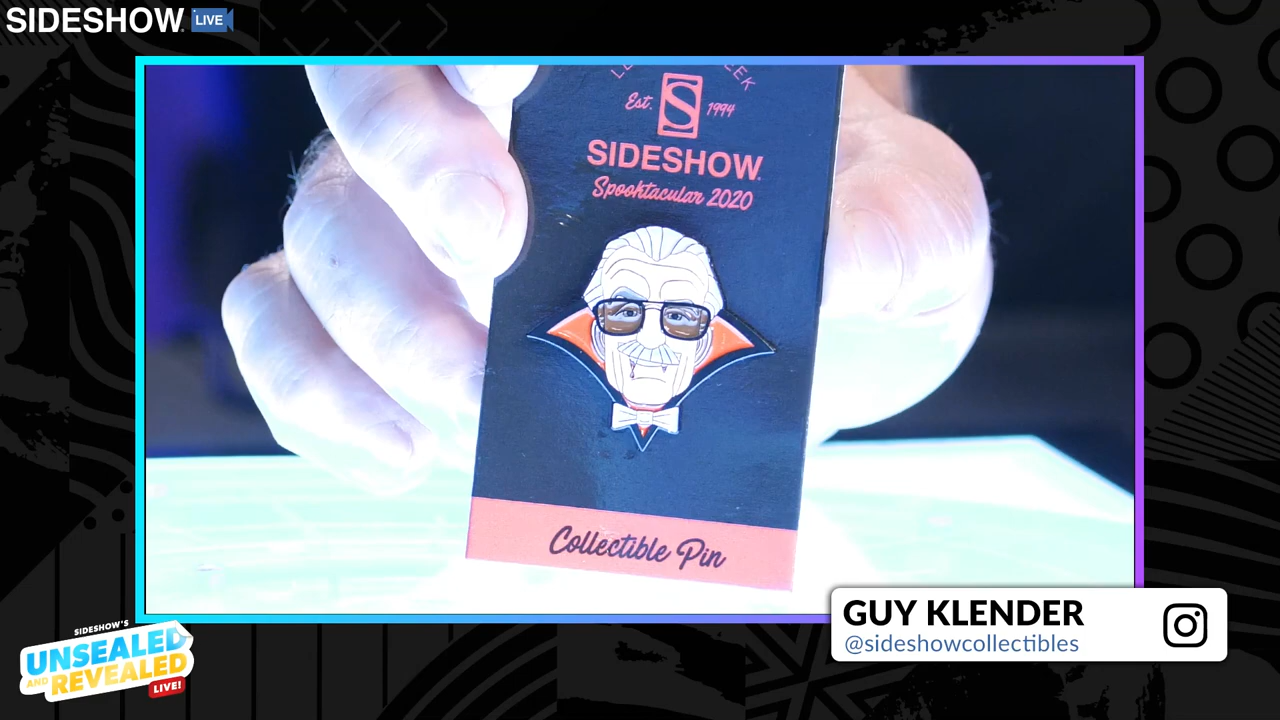 SIDESHOW. LIVE
Est. S 1994
SIDESHOW.
Spooktacular 2020
Collectible Pin
GUY KLENDER
@sideshowcollectibles
SIDESHOW'S
UNSEALED
AND REVEALED
LIVE!